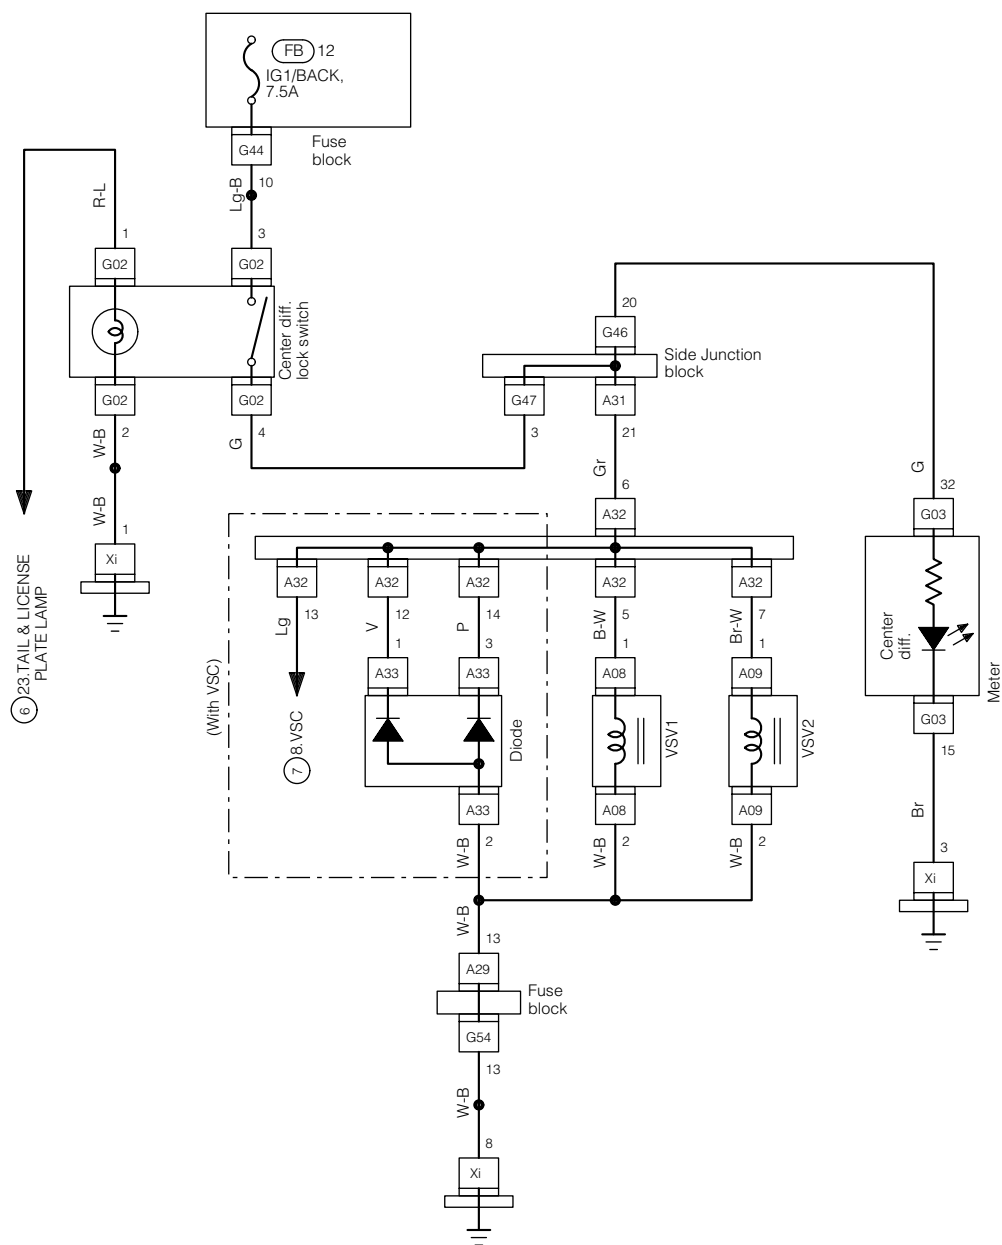 FB 12
IG1/BACK,
7.5A
Fuse
block
G44
10
Lg-B
R-L
1
3
G02
G02
Center diff.
lock switch
G02
G02
2
4
W-B
G
W-B
1
Xi
6 23.TAIL & LICENSE
PLATE LAMP
20
G46
Side Junction
block
G47
A31
3
21
Gr
6
A32
G
32
G03
Center
diff.
Meter
G03
15
Br
3
Xi
(With VSC)
A32
A32
A32
A32
A32
13
12
14
5
7
Lg
V
P
B-W
Br-W
1
3
1
1
A33
A33
A08
A09
7 8.VSC
Diode
VSV1
VSV2
A33
A08
A09
W-B
2
W-B
2
W-B
2
W-B
13
A29
Fuse
block
G54
13
W-B
8
Xi